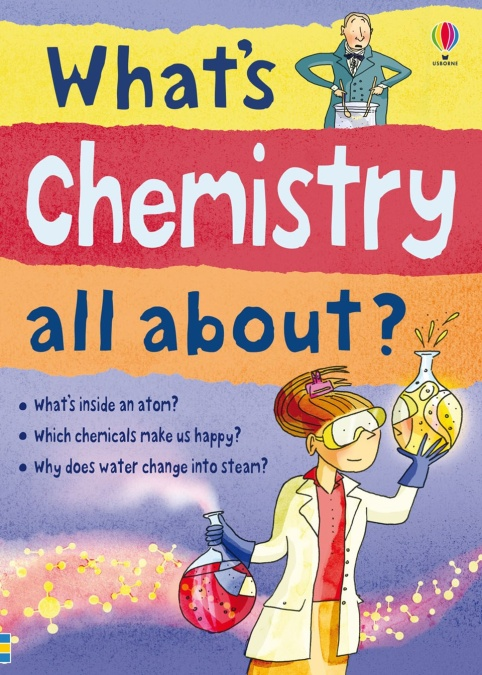 What's
USBORNE
chemistry
all about?
• What's inside an atom?
• Which chemicals make us happy?
• Why does water change into steam?